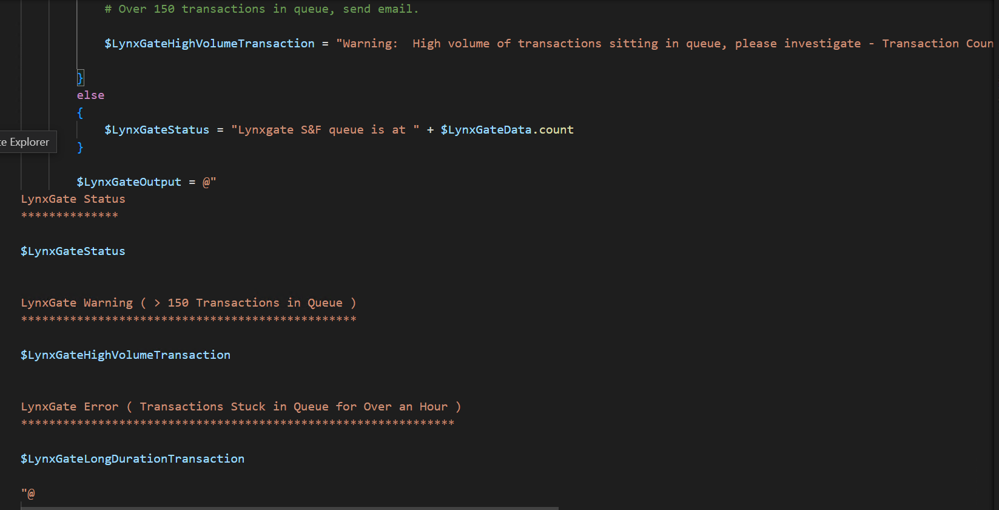 # Over 150 transactions in queue, send email.
$LynxGateHighVolumeTransaction = "Warning:  High volume of transactions sitting in queue, please investigate - Transaction Coun
}
else
{
$LynxGateStatus = "Lynxgate S&F queue is at " + $LynxGateData.count
te Explorer
}
$LynxGateOutput = @"
LynxGate Status
**************
$LynxGateStatus
LynxGate Warning ( > 150 Transactions in Queue )
************************************************
$LynxGateHighVolumeTransaction
LynxGate Error ( Transactions Stuck in Queue for Over an Hour )
**************************************************************
$LynxGateLongDurationTransaction
"@